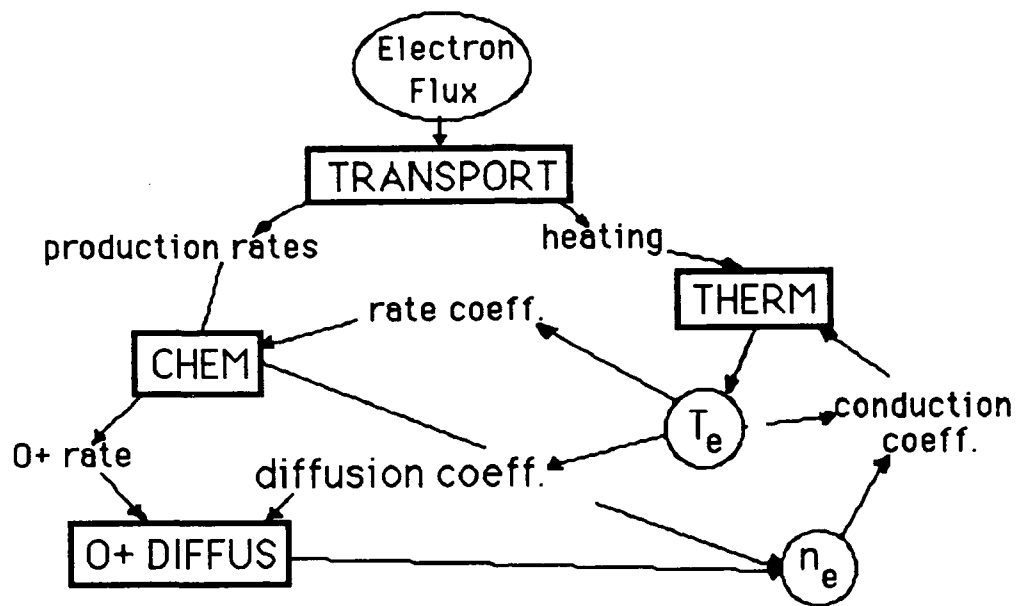 Electron
Flux
TRANSPORT
production rates
heating
THERM
rate coeff.
CHEM
Te
conduction
coeff.
O+ rate
diffusion coeff.
O+ DIFFUS
ne